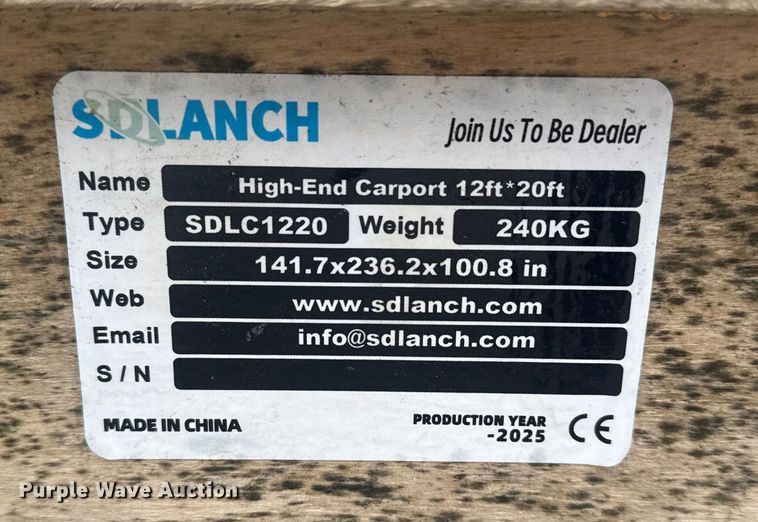 SDLANCH
Join Us To Be Dealer
Name High-End Carport 12ft*20ft
Type SDLC1220 Weight 240KG
Size 141.7x236.2x100.8 in
Web www.sdlanch.com
Email info@sdlanch.com
S / N
MADE IN CHINA
PRODUCTION YEAR
-2025
CE
Purple Wave Auction